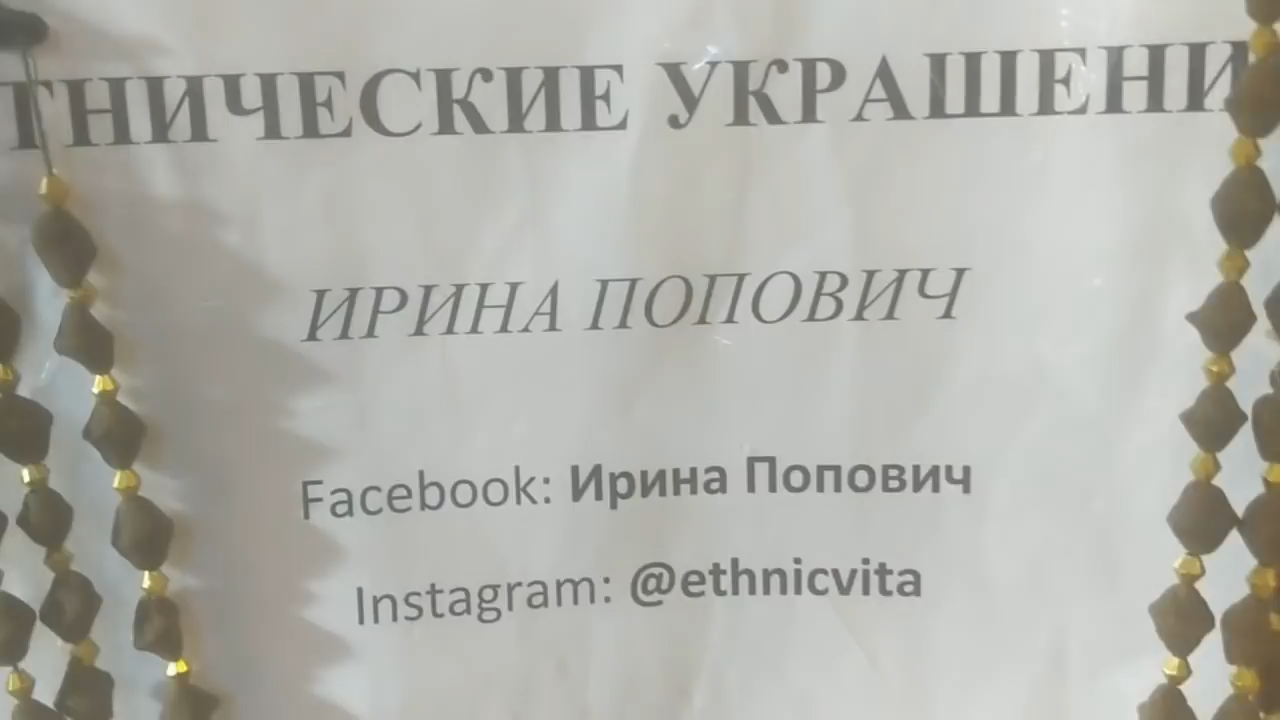 ТНИЧЕСКИЕ УКРАШЕНИ
ИРИНА ПОПОВИЧ
Facebook: Ирина Попович
Instagram: @ethnicvita